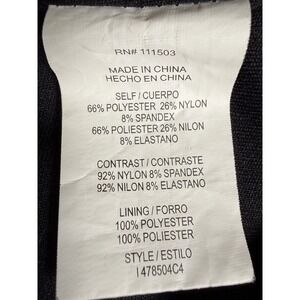 RN# 111503
MADE IN CHINA
HECHO EN CHINA
SELF / CUERPO
66% POLYESTER 26% NYLON
8% SPANDEX
66% POLIESTER 26% NILON
8% ELASTANO
CONTRAST / CONTRASTE
92% NYLON 8% SPANDEX
92% NILON 8% ELASTANO
LINING / FORRO
100% POLYESTER
100% POLIESTER
STYLE / ESTILO
I 478504C4